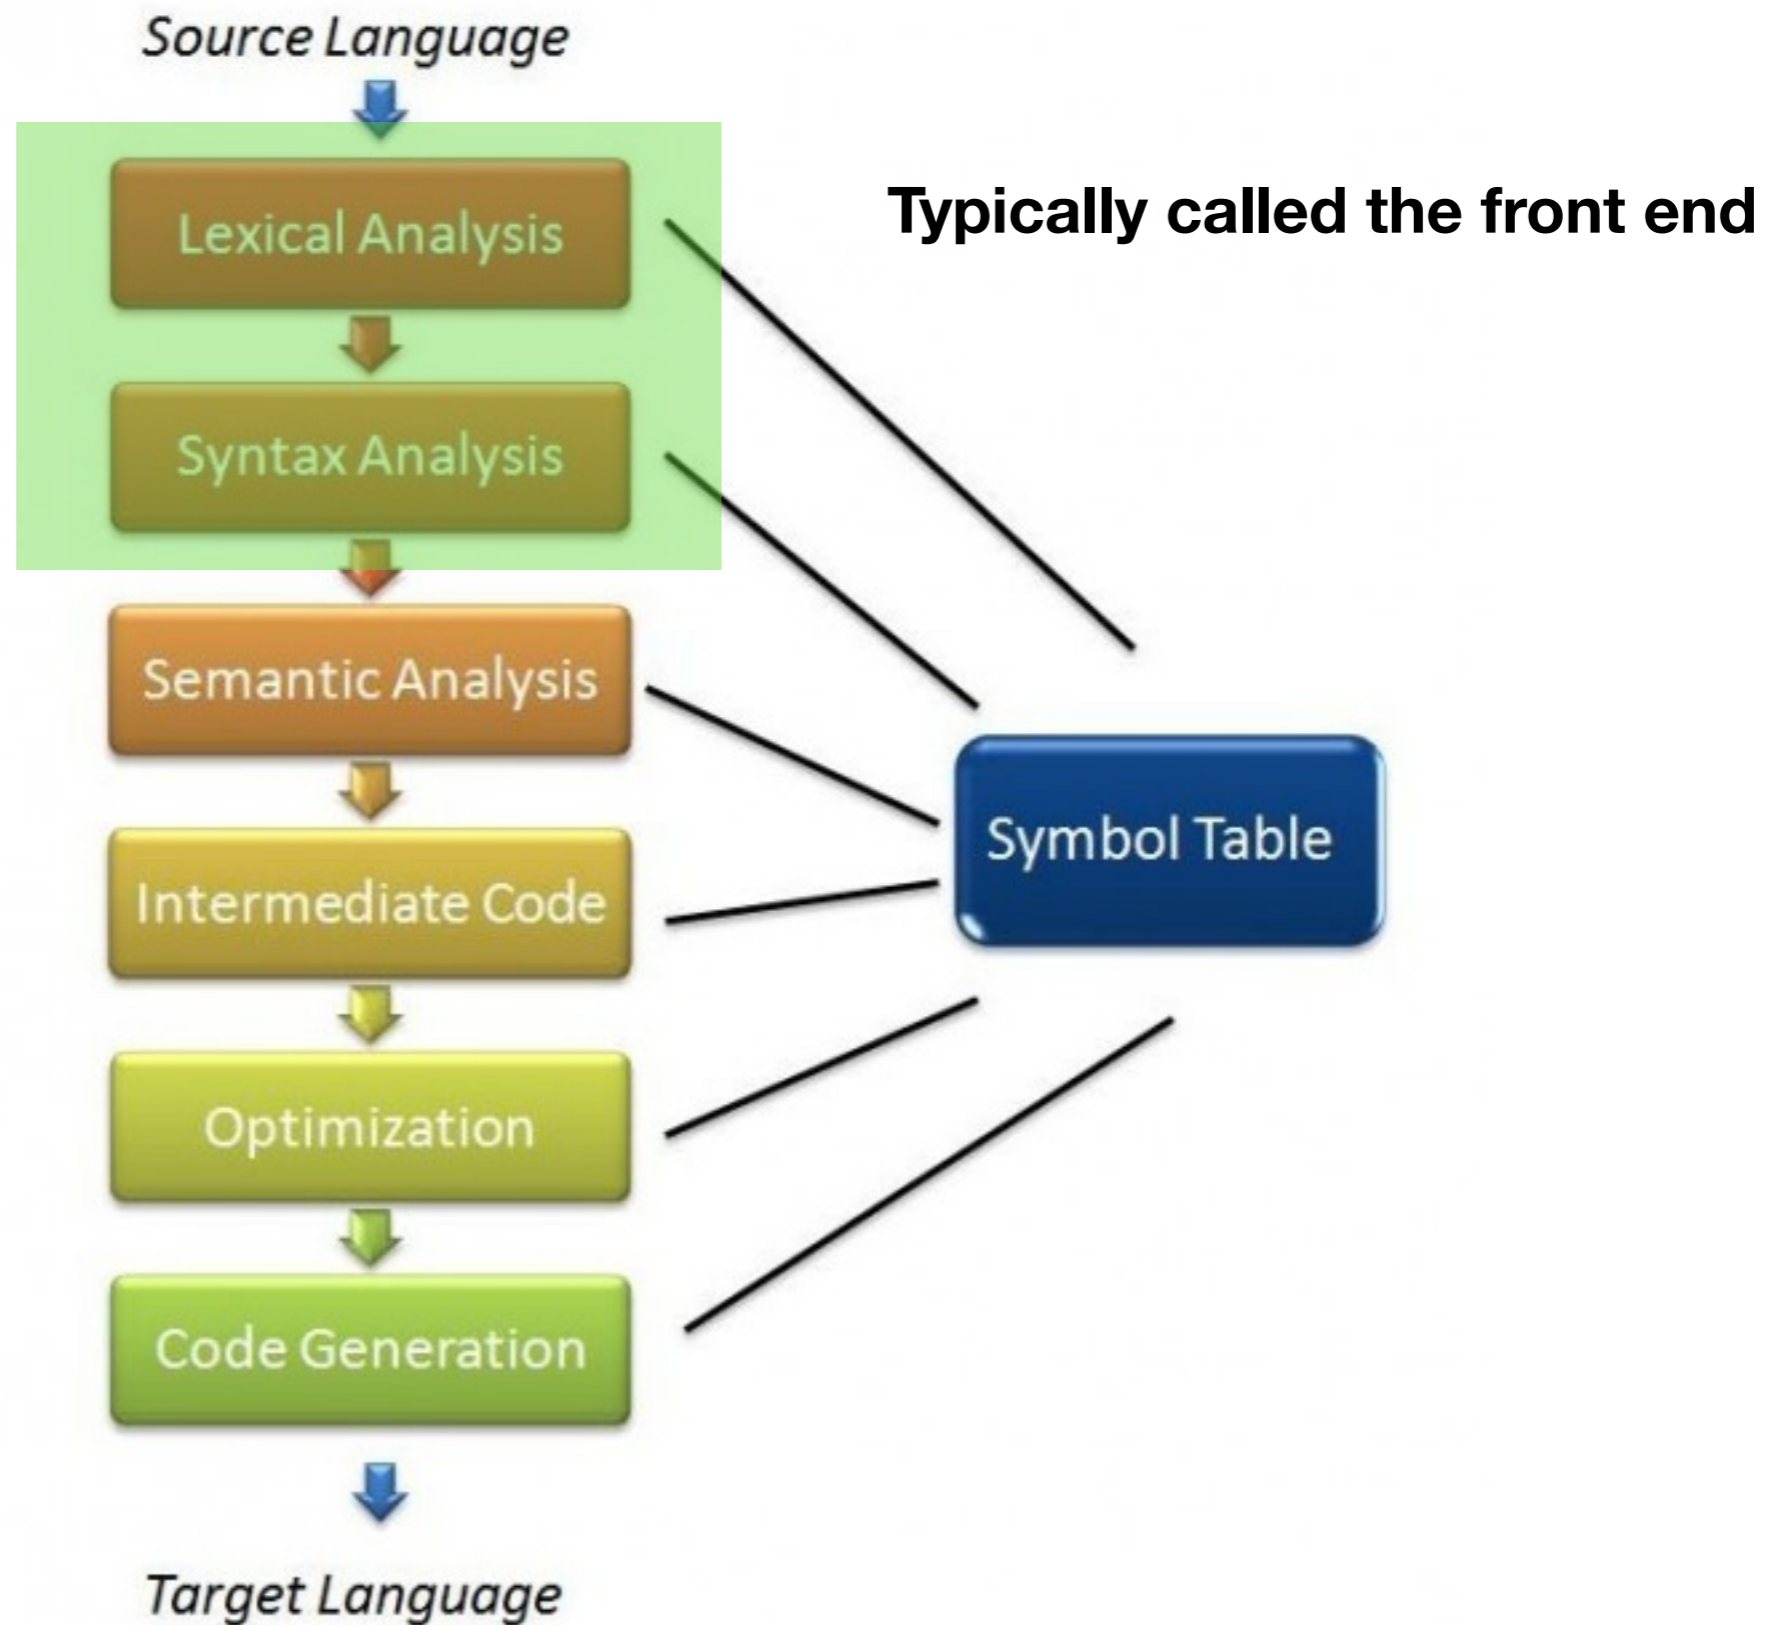 Source Language
Lexical Analysis
Typically called the front end
Syntax Analysis
Semantic Analysis
Symbol Table
Intermediate Code
Optimization
Code Generation
Target Language